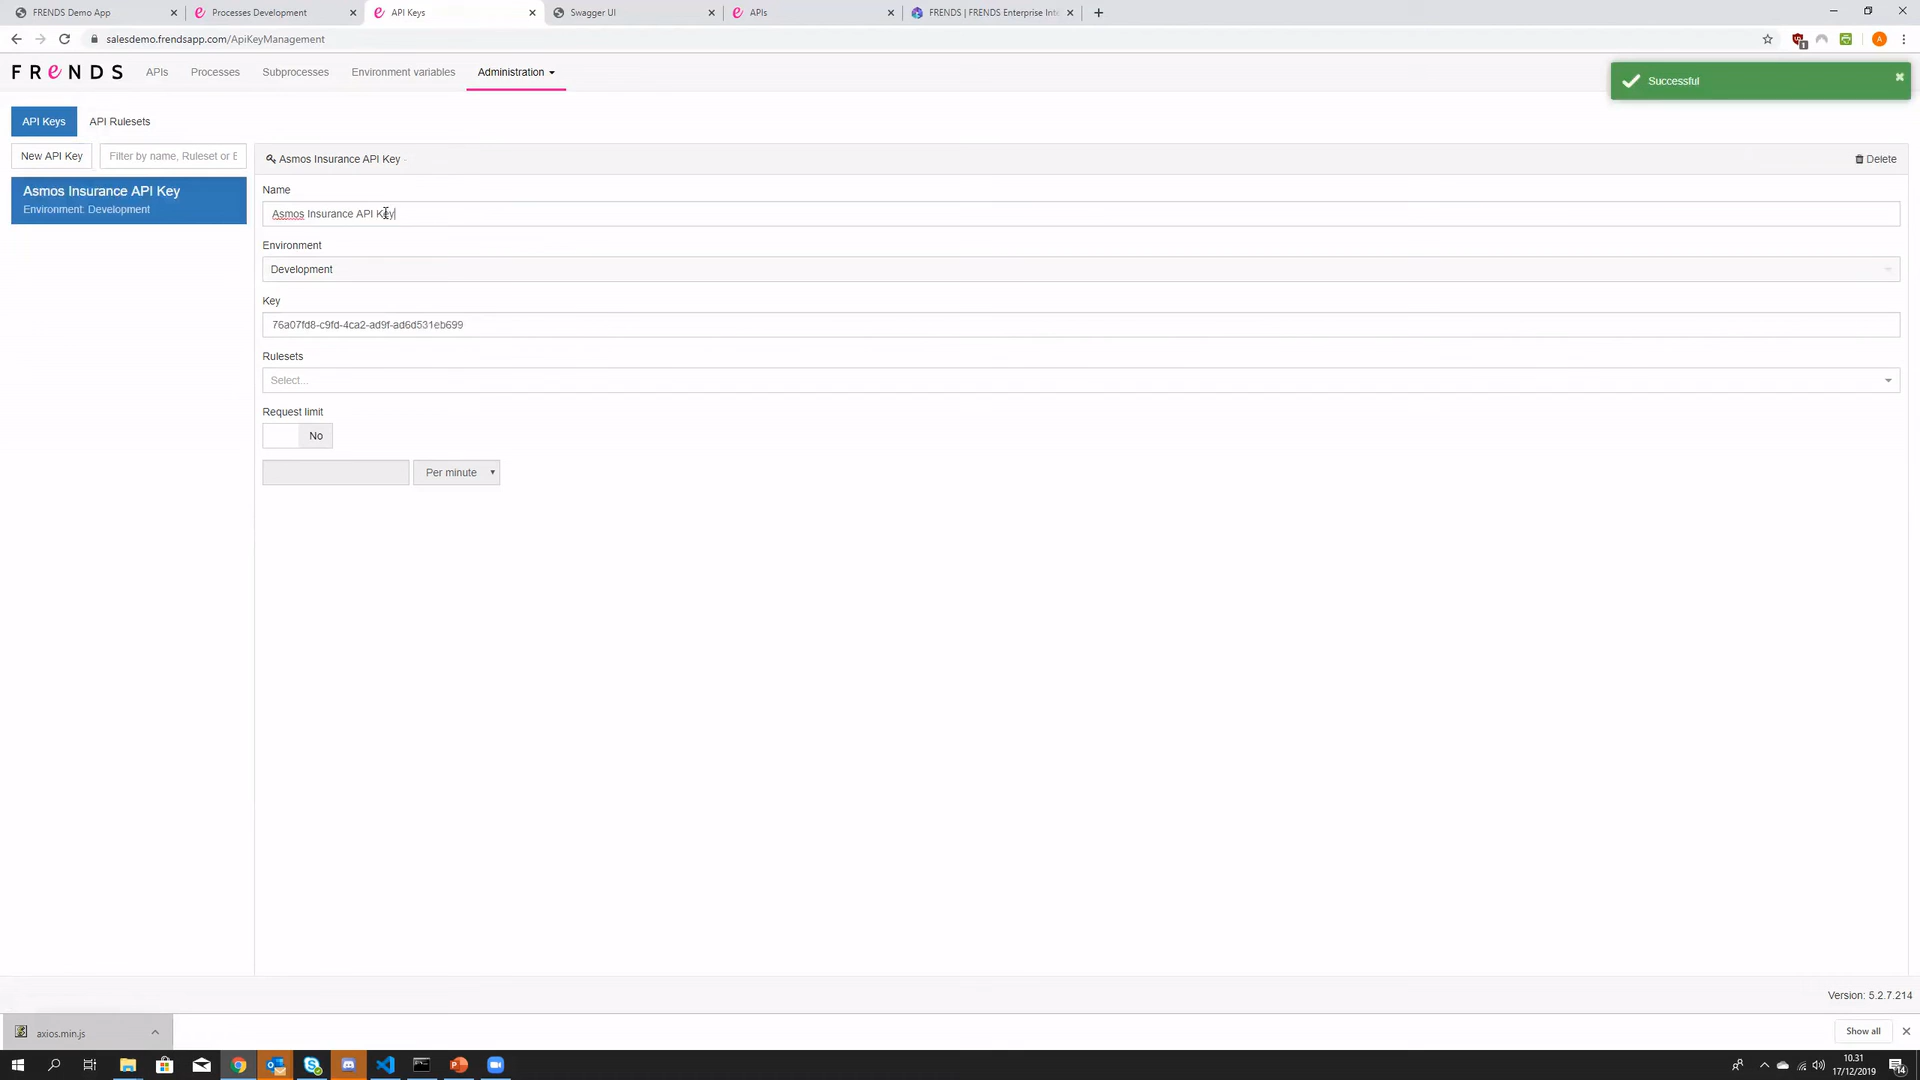 FRENDS Demo App
Processes Development
API Keys
Swagger UI
APIs
FRENDS | FRENDS Enterprise Inte
salesdemo.frendsapp.com/ApiKeyManagement
FRENDS
APIs
Processes
Subprocesses
Environment variables
Administration
Successful
API Keys
API Rulesets
New API Key
Filter by name, Ruleset or E
Asmos Insurance API Key
Delete
Asmos Insurance API Key
Environment: Development
Name
Asmos Insurance API Key
Environment
Development
Key
76a07fd8-c9fd-4ca2-ad9f-ad6d531eb699
Rulesets
Select...
Request limit
No
Per minute
Version: 5.2.7.214
axios.min.js
Show all
10.31
17/12/2019